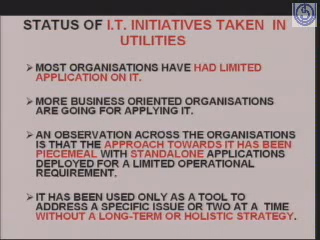 STATUS OF I.T. INITIATIVES TAKEN IN
UTILITIES
MOST ORGANISATIONS HAVE HAD LIMITED
APPLICATION ON IT.
MORE BUSINESS ORIENTED ORGANISATIONS
ARE GOING FOR APPLYING IT.
AN OBSERVATION ACROSS THE ORGANISATIONS
IS THAT THE APPROACH TOWARDS IT HAS BEEN
PIECEMEAL WITH STANDALONE APPLICATIONS
DEPLOYED FOR A LIMITED OPERATIONAL
REQUIREMENT.
IT HAS BEEN USED ONLY AS A TOOL TO
ADDRESS A SPECIFIC ISSUE OR TWO AT A TIME
WITHOUT A LONG-TERM OR HOLISTIC STRATEGY.